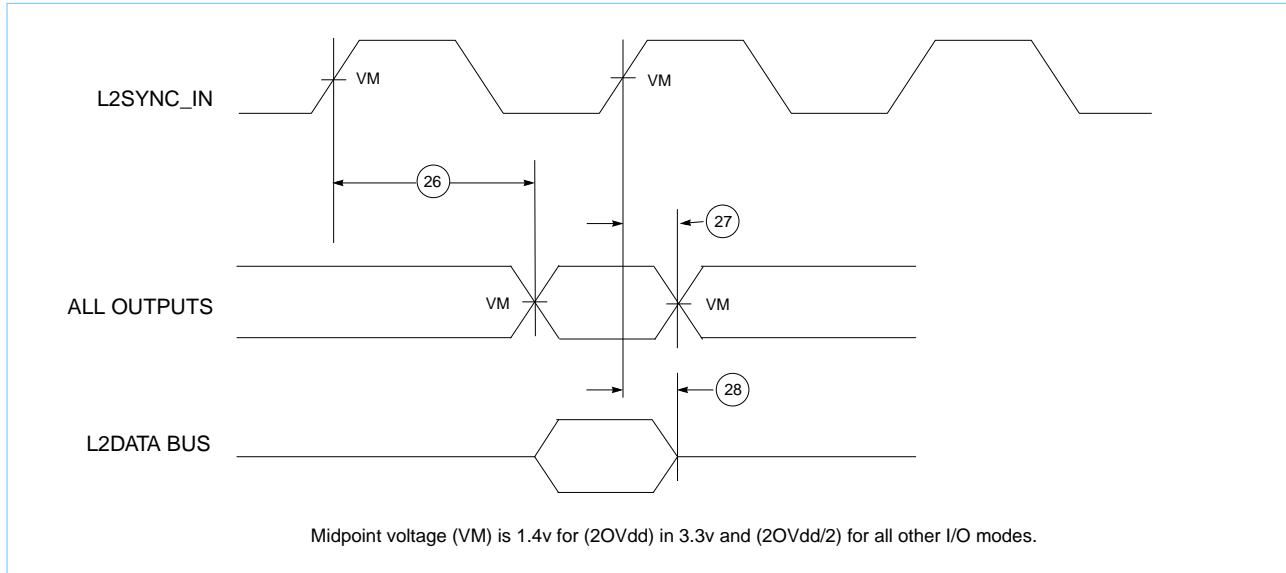 L2SYNC_IN
VM
VM
26
27
ALL OUTPUTS
VM
VM
28
L2DATA BUS
Midpoint voltage (VM) is 1.4v for (2OVdd) in 3.3v and (2OVdd/2) for all other I/O modes.